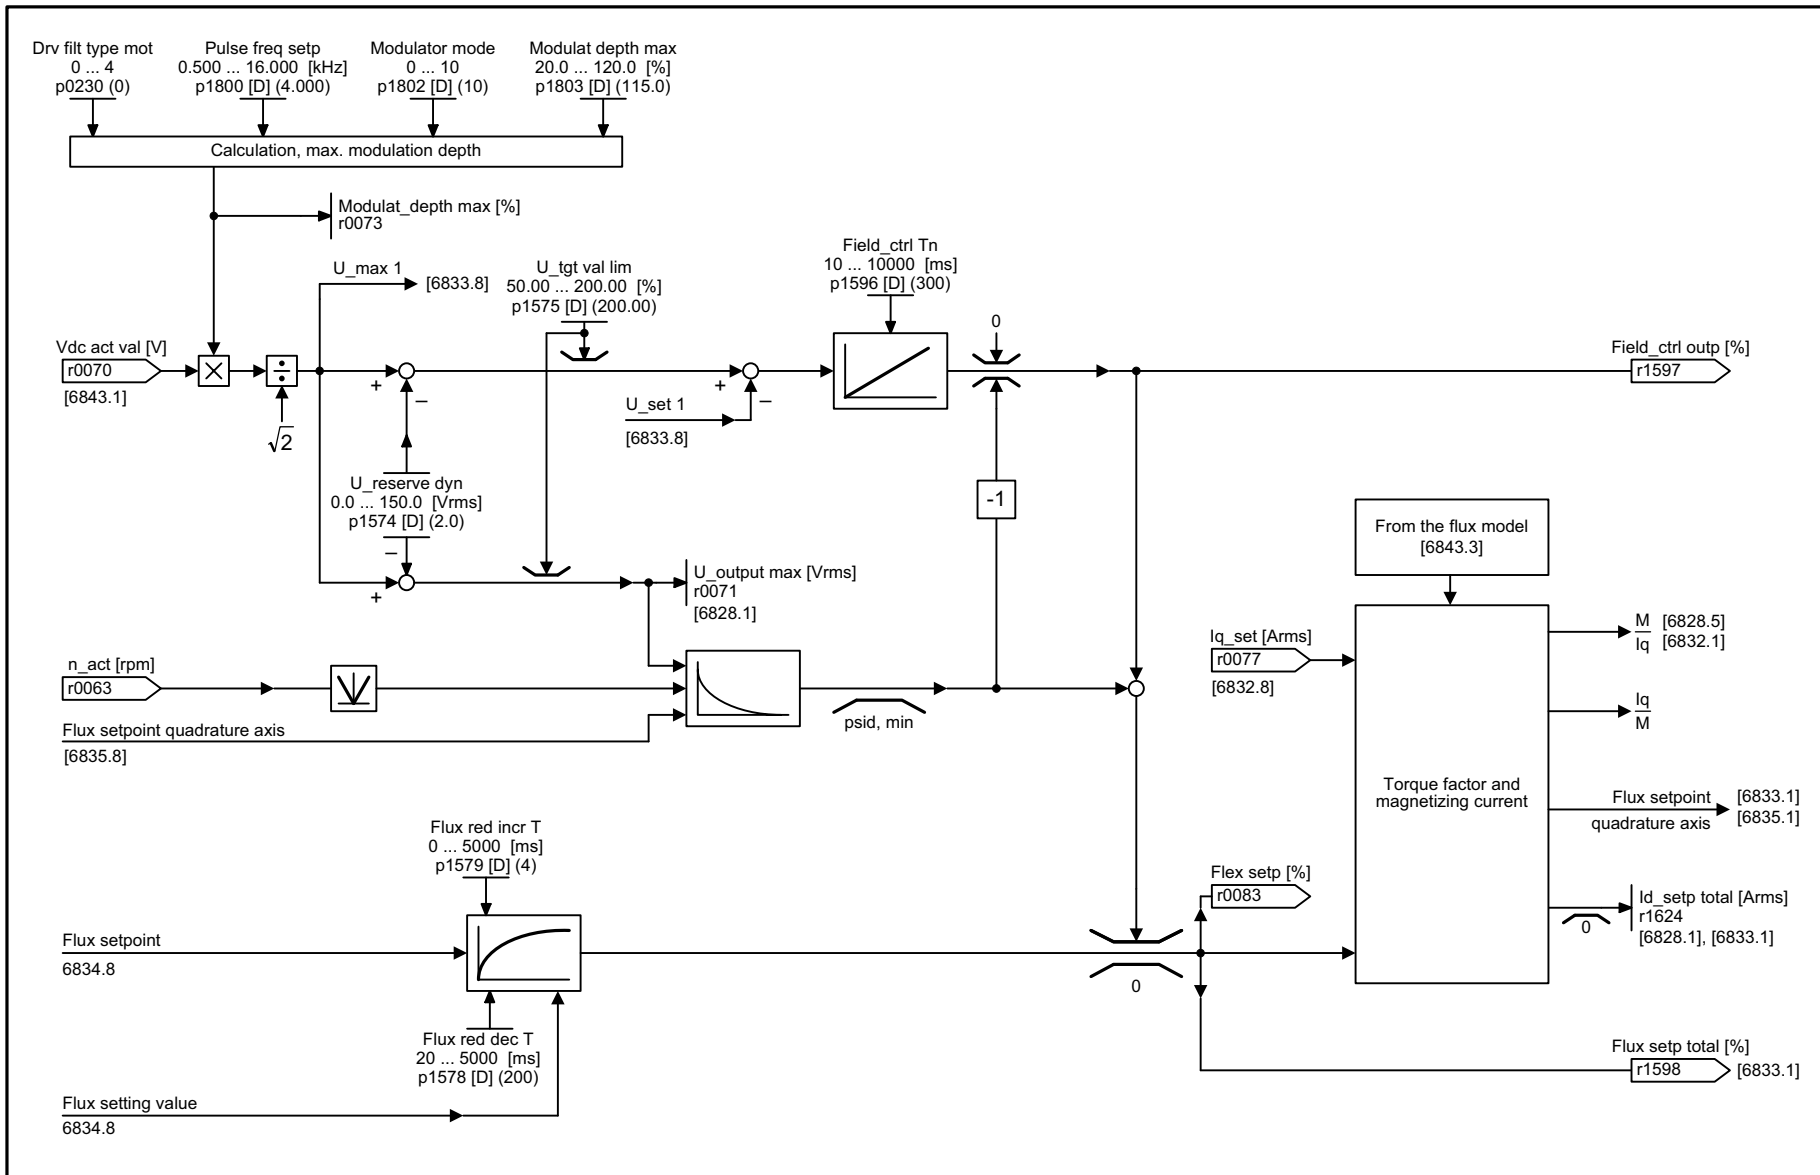 Drv filt type mot
0 ... 4
p0230 (0)
Pulse freq setp
0.500 ... 16.000 [kHz]
p1800 [D] (4.000)
Modulator mode
0 ... 10
p1802 [D] (10)
Modulat depth max
20.0 ... 120.0 [%]
p1803 [D] (115.0)
Calculation, max. modulation depth
Modulat_depth max [%]
r0073
U_max 1
[6833.8]
U_tgt val lim
50.00 ... 200.00 [%]
p1575 [D] (200.00)
Field_ctrl Tn
10 ... 10000 [ms]
p1596 [D] (300)
0
Vdc act val [V]
r0070
[6843.1]
×
÷
√2
+
–
+
–
U_set 1
[6833.8]
Field_ctrl outp [%]
r1597
U_reserve dyn
0.0 ... 150.0 [Vrms]
p1574 [D] (2.0)
–
+
-1
U_output max [Vrms]
r0071
[6828.1]
From the flux model
[6843.3]
n_act [rpm]
r0063
psid, min
Flux setpoint quadrature axis
[6835.8]
Iq_set [Arms]
r0077
[6832.8]
M
Iq
[6828.5]
[6832.1]
Iq
M
Torque factor and
magnetizing current
Flux setpoint
quadrature axis
[6833.1]
[6835.1]
Flux red incr T
0 ... 5000 [ms]
p1579 [D] (4)
Flex setp [%]
r0083
0
Id_setp total [Arms]
r1624
[6828.1], [6833.1]
Flux setpoint
6834.8
0
Flux red dec T
20 ... 5000 [ms]
p1578 [D] (200)
Flux setp total [%]
r1598
[6833.1]
Flux setting value
6834.8